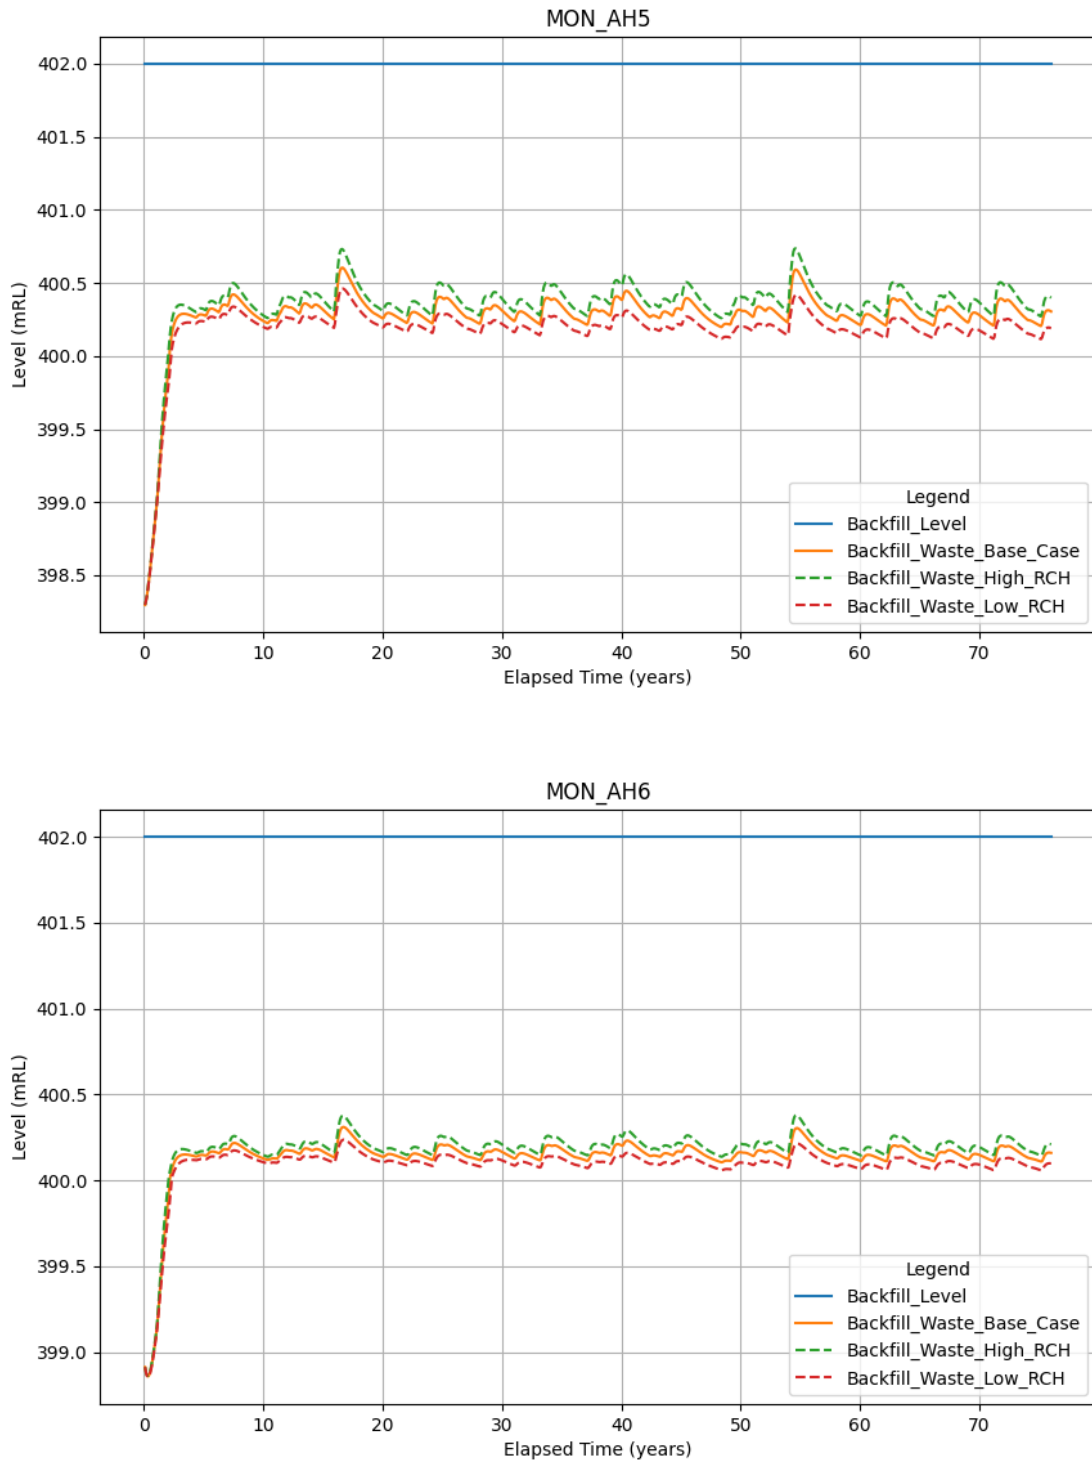 MON_AH5
402.0
401.5
401.0
400.5
400.0
399.5
399.0
398.5
Level (mRL)
Legend
Backfill_Level
Backfill_Waste_Base_Case
Backfill_Waste_High_RCH
Backfill_Waste_Low_RCH
0 10 20 30 40 50 60 70
Elapsed Time (years)
MON_AH6
402.0
401.5
401.0
400.5
400.0
399.5
399.0
Level (mRL)
Legend
Backfill_Level
Backfill_Waste_Base_Case
Backfill_Waste_High_RCH
Backfill_Waste_Low_RCH
0 10 20 30 40 50 60 70
Elapsed Time (years)